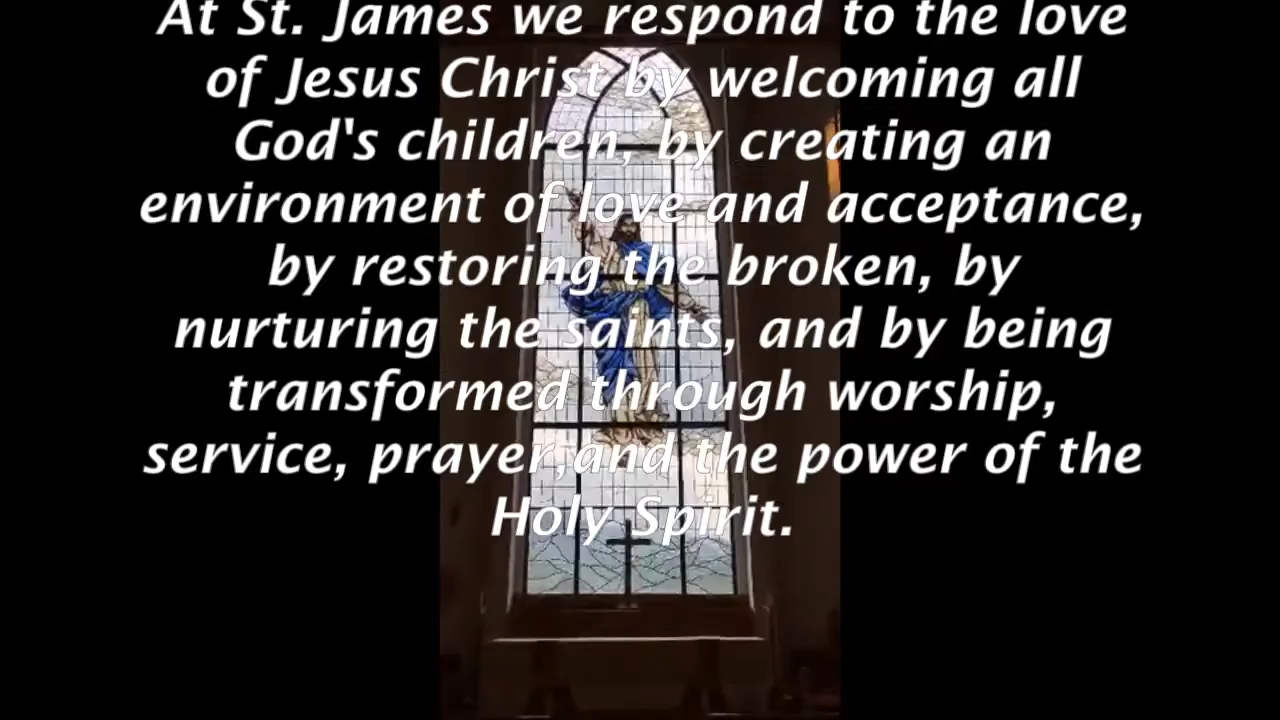 At St. James we respond to the love
of Jesus Christ by welcoming all
God's children, by creating an
environment of love and acceptance,
by restoring the broken, by
nurturing the saints, and by being
transformed through worship,
service, prayer,and the power of the
Holy Spirit.